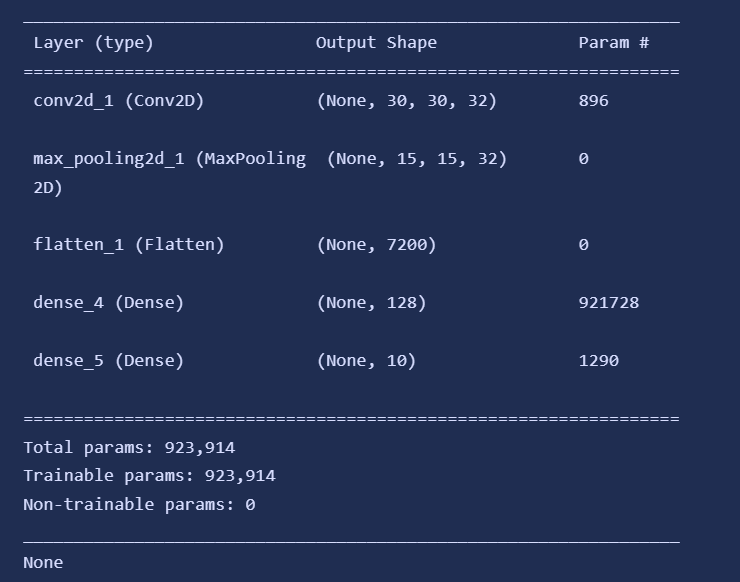 _________________________________________________________________
Layer (type)                Output Shape              Param #
=================================================================
conv2d_1 (Conv2D)           (None, 30, 30, 32)        896
max_pooling2d_1 (MaxPooling  (None, 15, 15, 32)       0
2D)
flatten_1 (Flatten)         (None, 7200)              0
dense_4 (Dense)             (None, 128)               921728
dense_5 (Dense)             (None, 10)                1290
=================================================================
Total params: 923,914
Trainable params: 923,914
Non-trainable params: 0
_________________________________________________________________
None